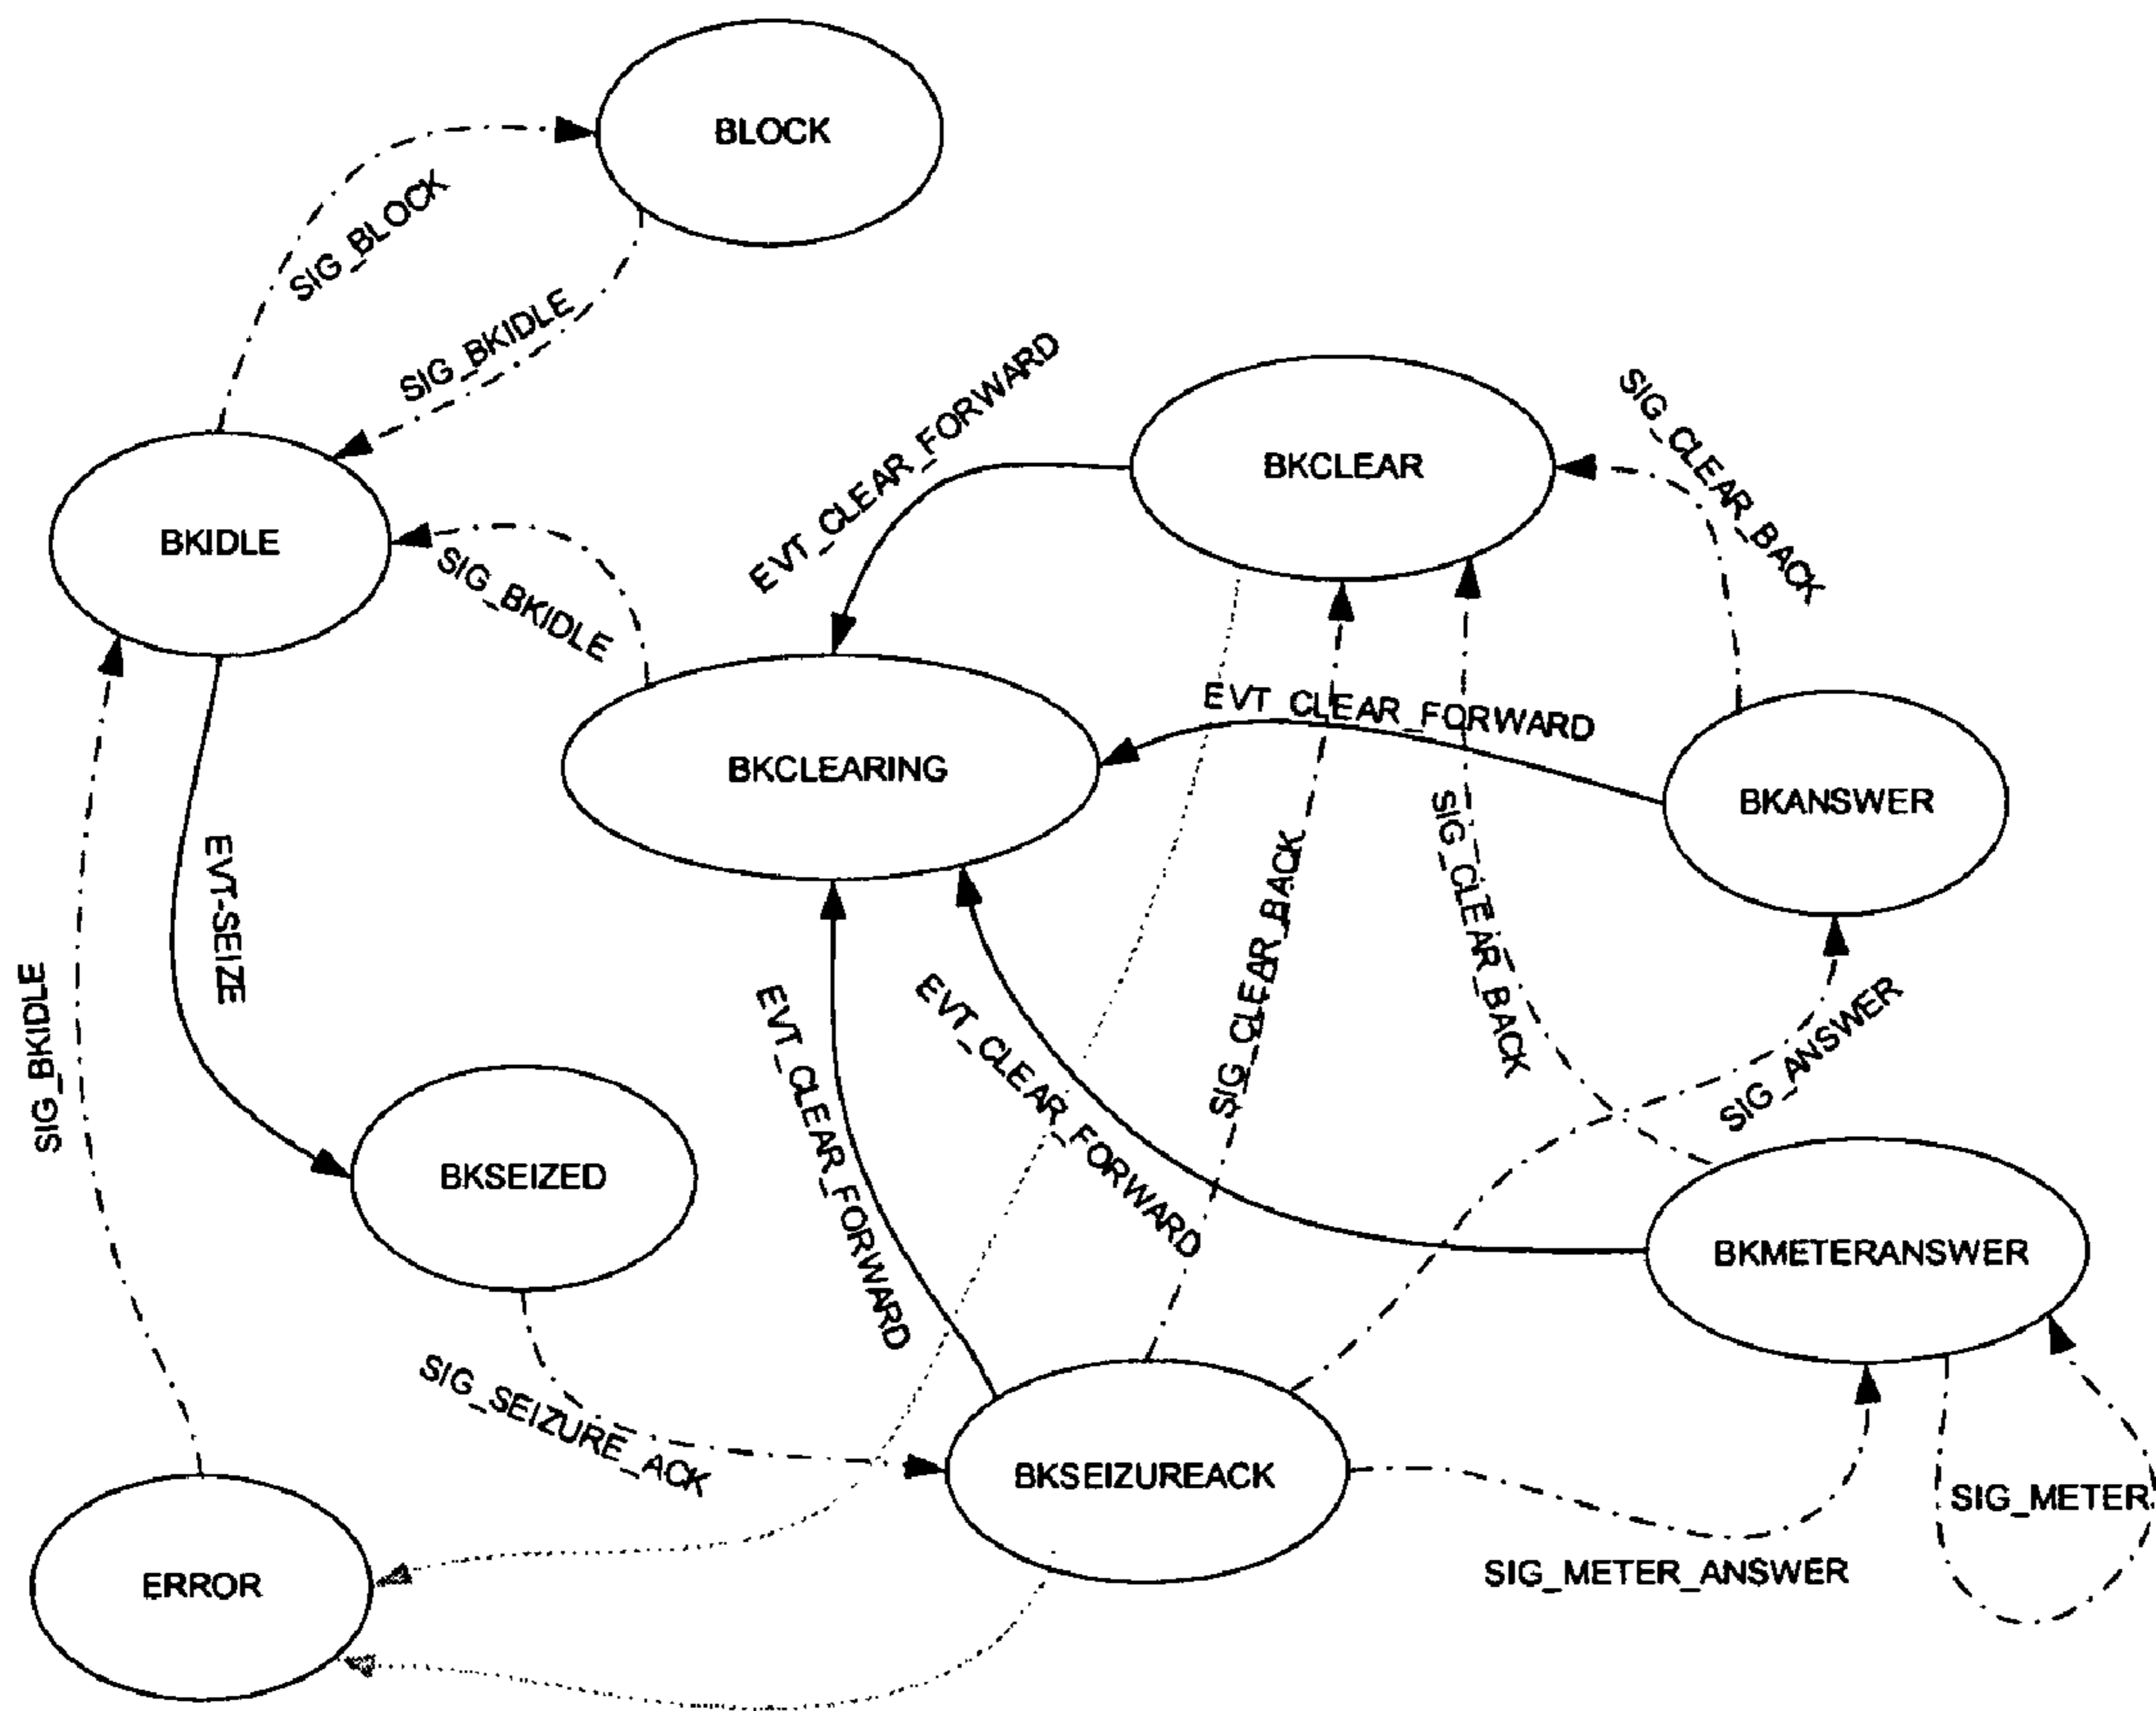 BLOCK
SIG_BLOCK
SIG_BKIDLE
EVT_CLEAR_FORWARD
BKCLEAR
SIG_CLEAR_BACK
BKIDLE
SIG_BKIDLE
EVT_CLEAR_FORWARD
BKCLEARING
BKANSWER
EVT-SEIZE
SIG_CLEAR_BACK
SIG_CLEAR_BACK
SIG_BKIDLE
EVT_CLEAR_FORWARD
EVT_CLEAR_FORWARD
SIG_ANSWER
BKSEIZED
BKMETERANSWER
SIG_SEIZURE_ACK
BKSEIZUREACK
SIG_METER
SIG_METER_ANSWER
ERROR